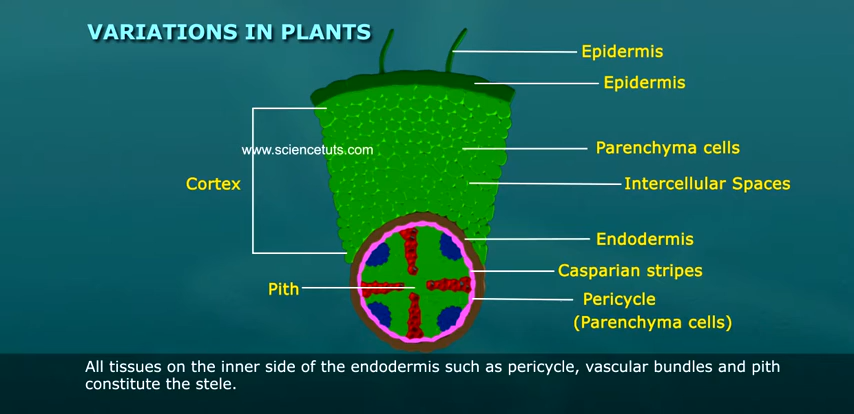 VARIATIONS IN PLANTS
Epidermis
Epidermis
www.sciencetuts.com
Parenchyma cells
Cortex
Intercellular Spaces
Endodermis
Casparian stripes
Pith
Pericycle
(Parenchyma cells)
All tissues on the inner side of the endodermis such as pericycle, vascular bundles and pith
constitute the stele.